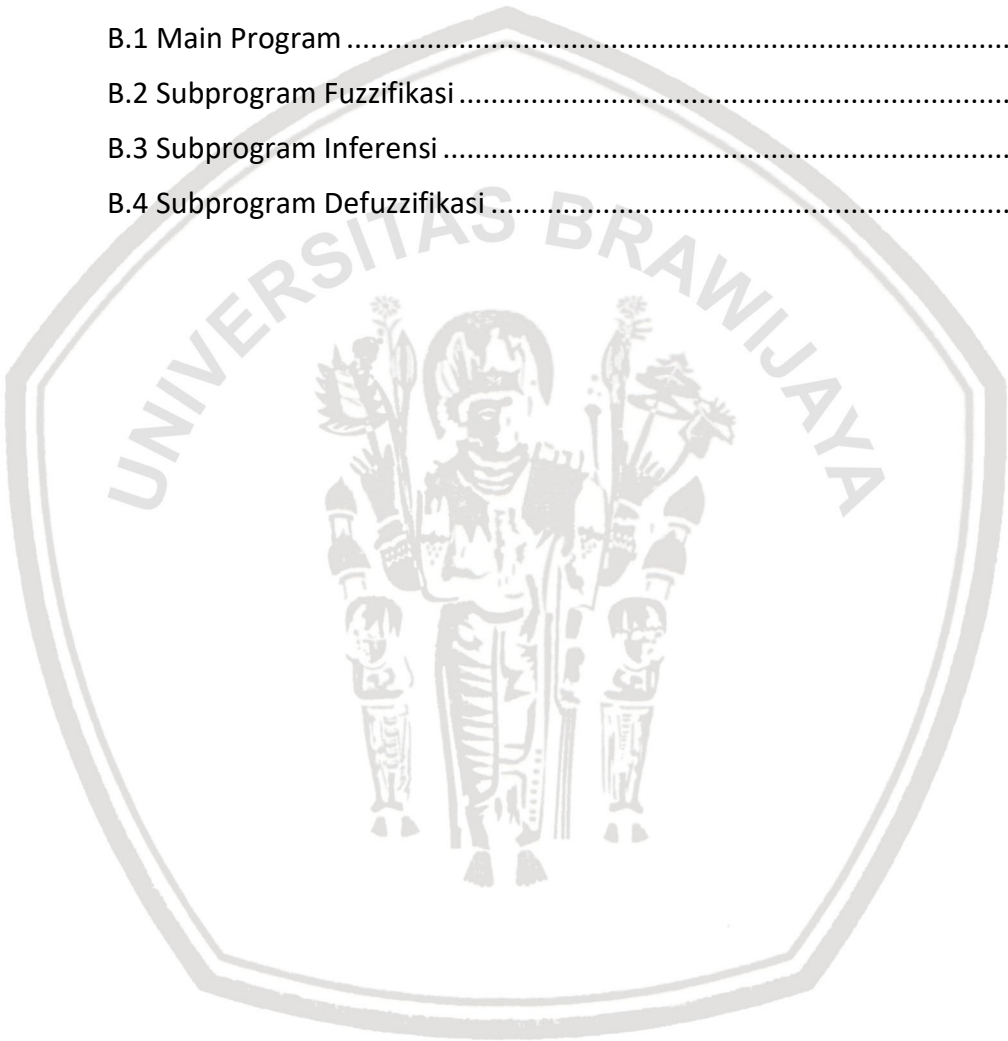 B.1 Main Program ....................................................................................
B.2 Subprogram Fuzzifikasi .....................................................................
B.3 Subprogram Inferensi .......................................................................
B.4 Subprogram Defuzzifikasi .................................................................
UNIVERSITAS BRAWIJAYA